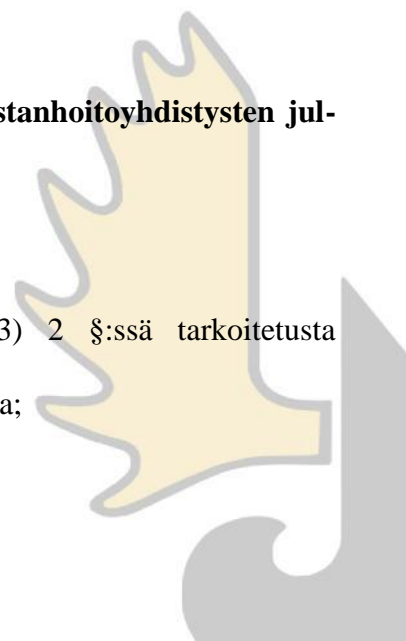 stanhoitoyhdistysten jul-
3) 2 §:ssä tarkoitetusta
a;